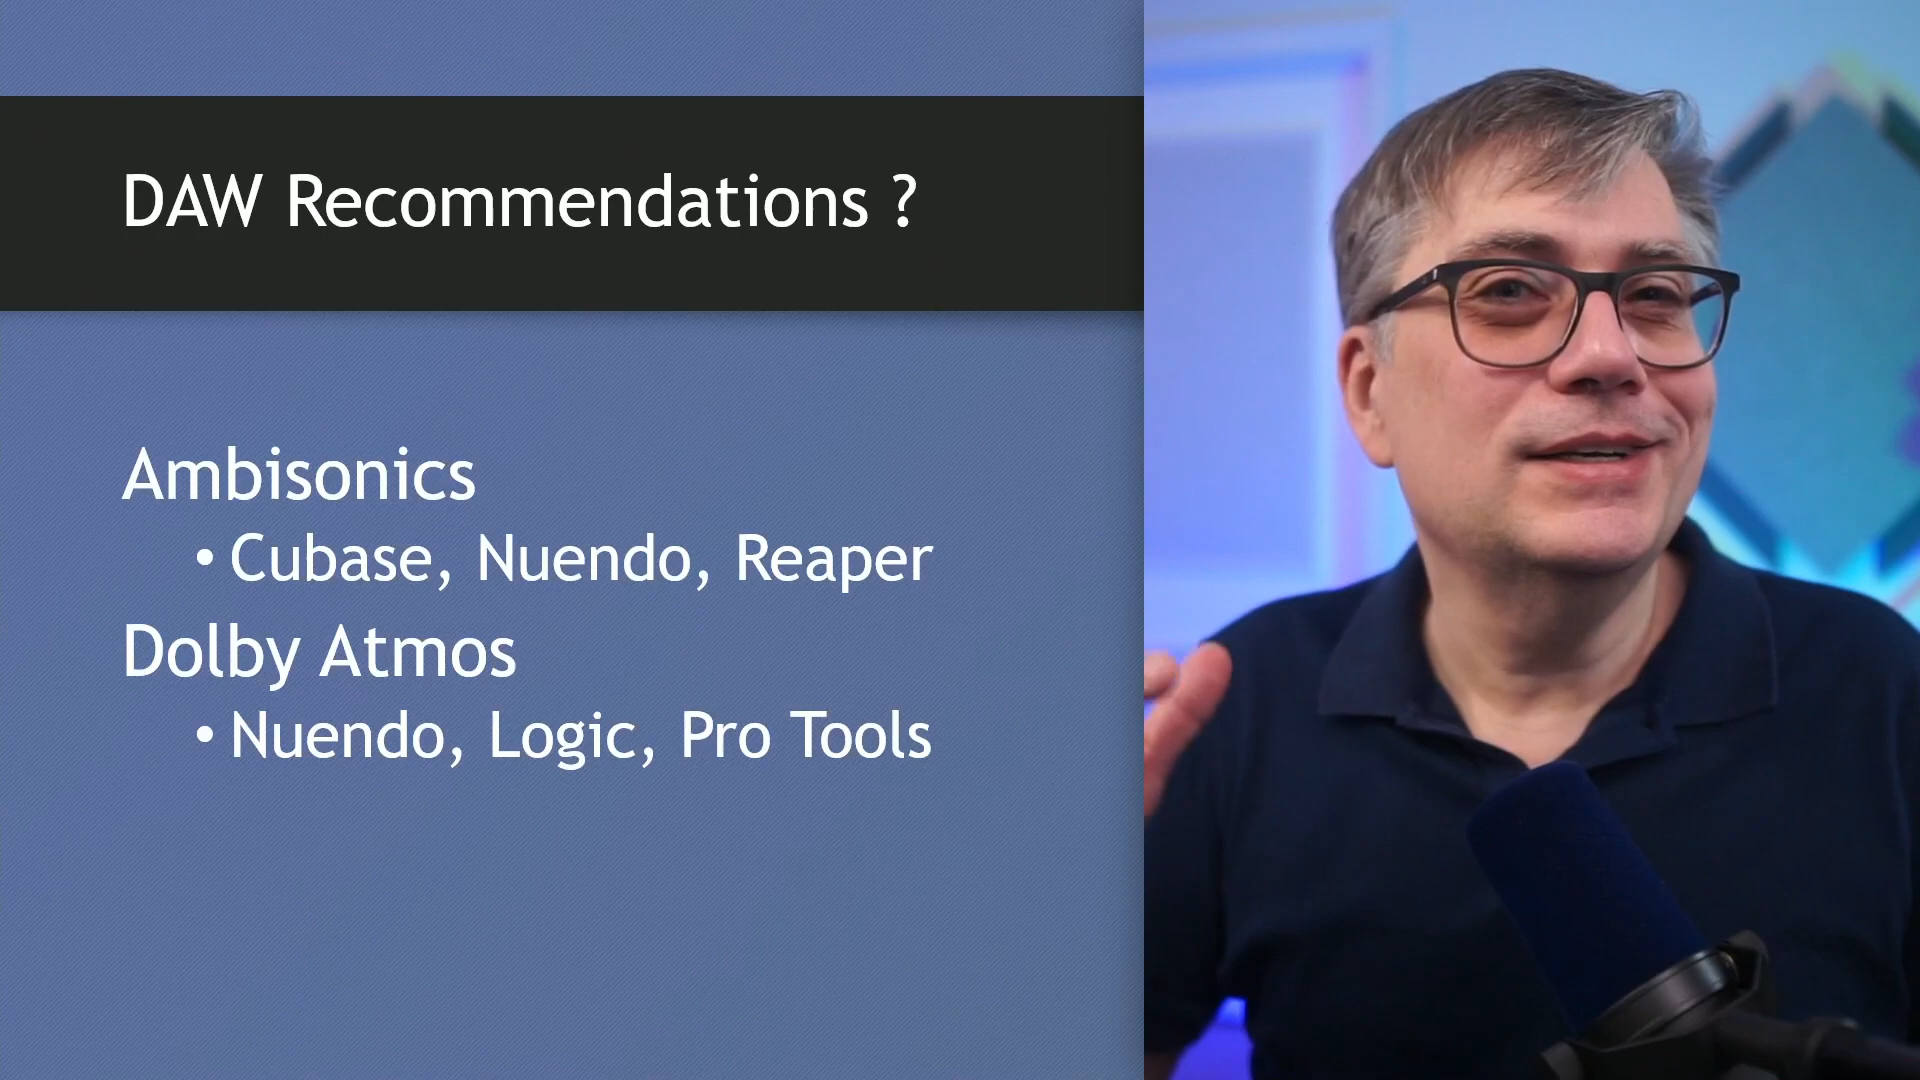 DAW Recommendations ?
Ambisonics
• Cubase, Nuendo, Reaper
Dolby Atmos
• Nuendo, Logic, Pro Tools